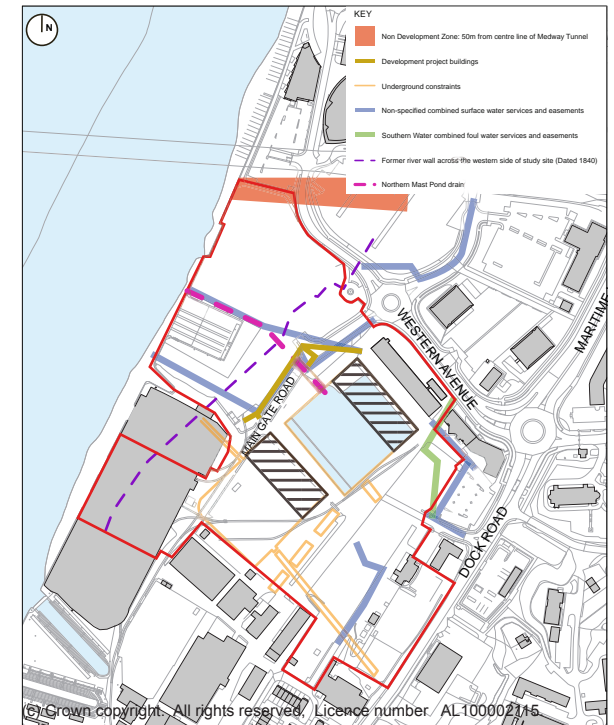 N
KEY
Non Development Zone: 50m from centre line of Medway Tunnel
Development project buildings
Underground constraints
Non-specified combined surface water services and easements
Southern Water combined foul water services and easements
Former river wall across the western side of study site (Dated 1840)
Northern Mast Pond drain
WESTERN AVENUE
MARITIME
MAIN GATE ROAD
DOCK ROAD
(c) Crown copyright. All rights reserved. Licence number AL100002115.